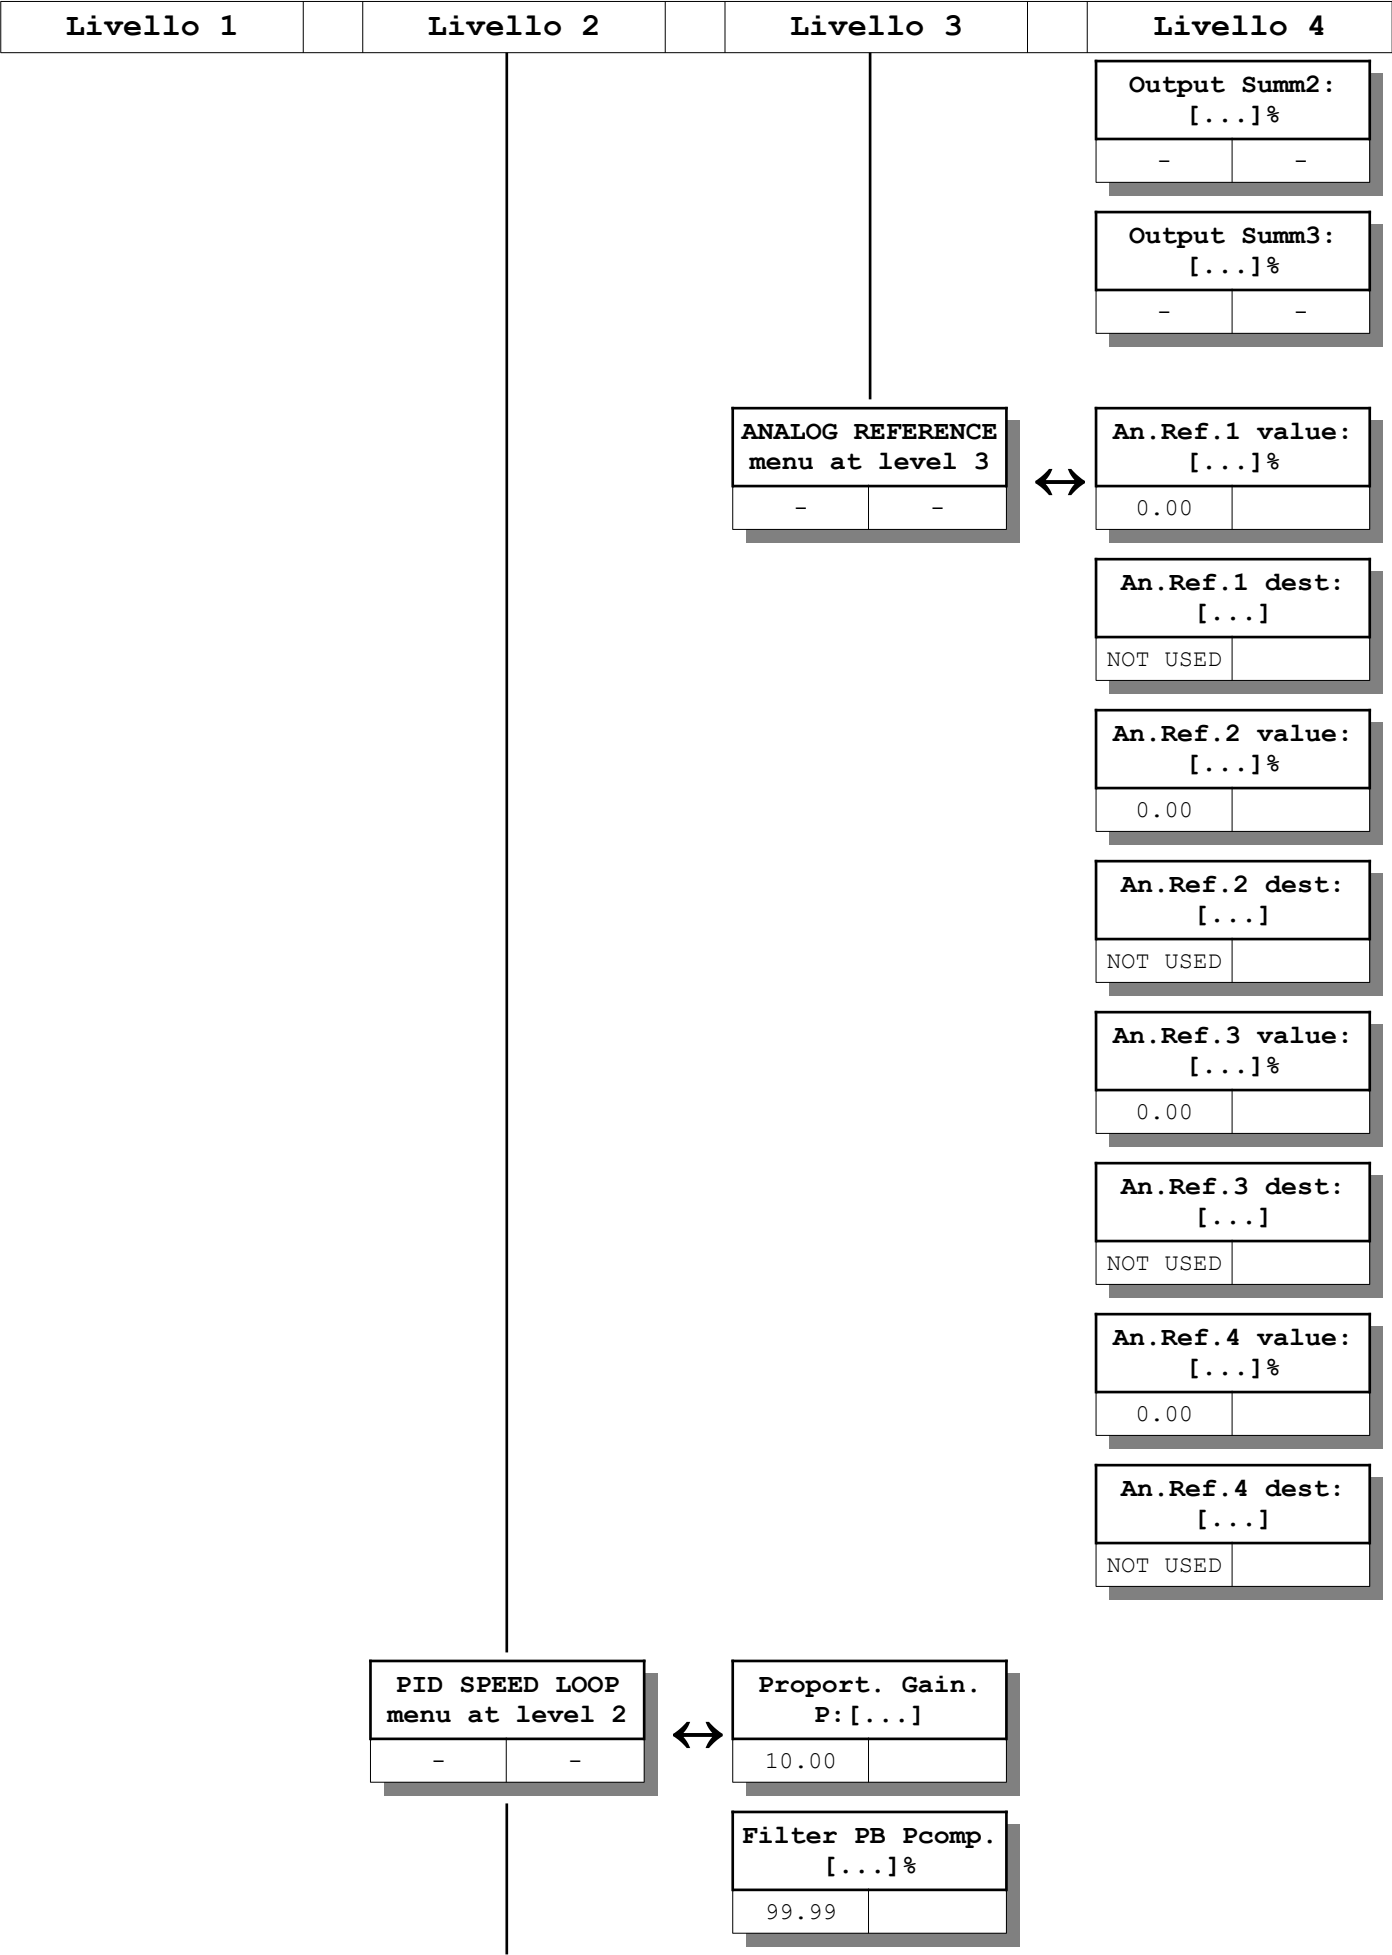 Livello 1 Livello 2 Livello 3 Livello 4
Output Summ2:
[...]%
- -
Output Summ3:
[...]%
- -
ANALOG REFERENCE
menu at level 3
- -
An.Ref.1 value:
[...]%
0.00
An.Ref.1 dest:
[...]
NOT USED
An.Ref.2 value:
[...]%
0.00
An.Ref.2 dest:
[...]
NOT USED
An.Ref.3 value:
[...]%
0.00
An.Ref.3 dest:
[...]
NOT USED
An.Ref.4 value:
[...]%
0.00
An.Ref.4 dest:
[...]
NOT USED
PID SPEED LOOP
menu at level 2
- -
Proport. Gain.
P:[...]
10.00
Filter PB Pcomp.
[...]%
99.99